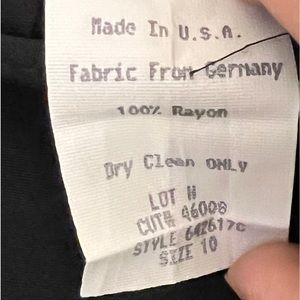 Made In U.S.A.
Fabric From Germany
100% Rayon
Dry Clean ONLY
LOT N
CUT# 46008
STYLE 642617C
SIZE 10